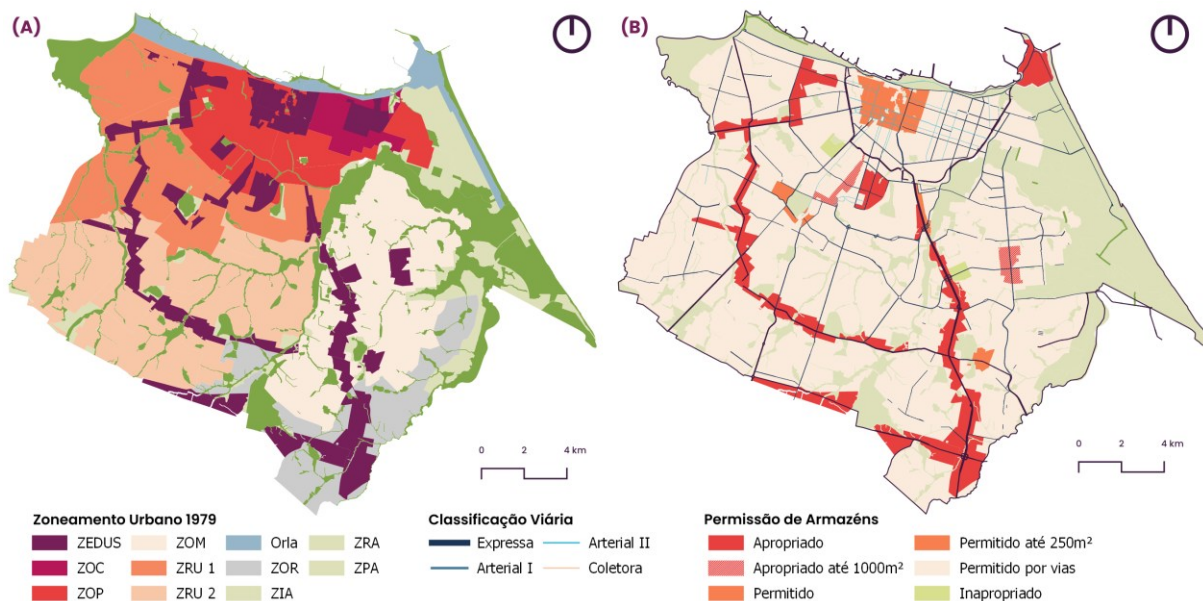 (A)
(B)
0 2 4 km
0 2 4 km
Zoneamento Urbano 1979
ZEDUS
ZOM
Orla
ZRA
ZOC
ZRU 1
ZOR
ZPA
ZOP
ZRU 2
ZIA
Classificação Viária
Expressa
Arterial II
Arterial I
Coletora
Permissão de Armazéns
Apropriado
Permitido até 250m²
Apropriado até 1000m²
Permitido por vias
Permitido
Inapropriado